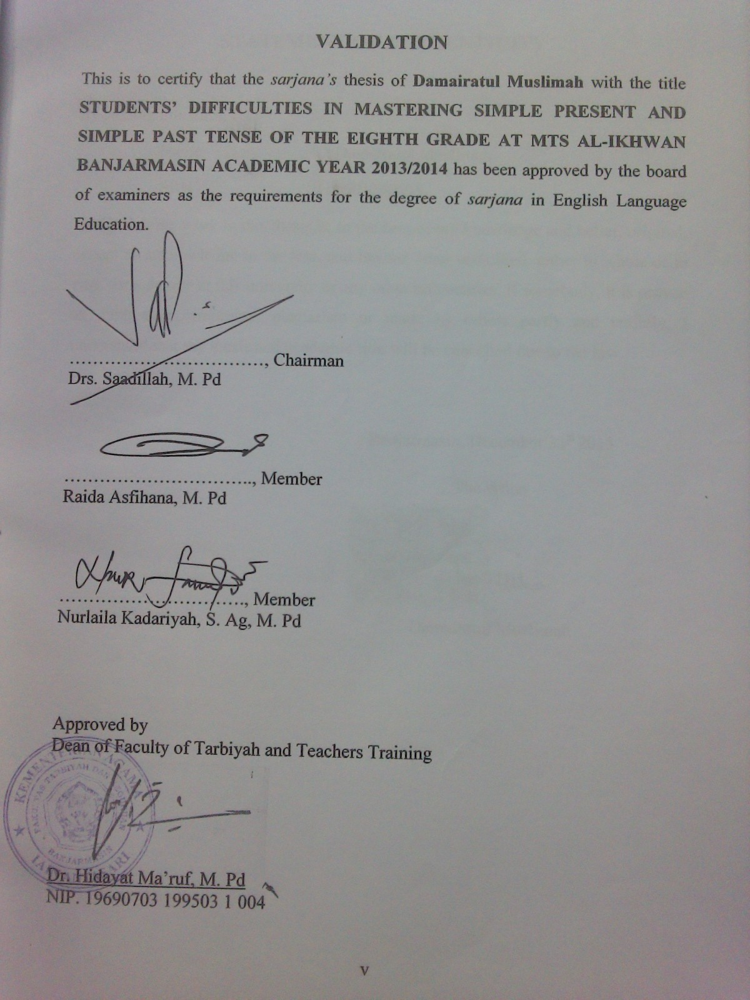 VALIDATION
This is to certify that the sarjana's thesis of Damairatul Muslimah with the title
STUDENTS' DIFFICULTIES IN MASTERING SIMPLE PRESENT AND
SIMPLE PAST TENSE OF THE EIGHTH GRADE AT MTS AL-IKHWAN
BANJARMASIN ACADEMIC YEAR 2013/2014 has been approved by the board
of examiners as the requirements for the degree of sarjana in English Language
Education.
................................., Chairman
Drs. Saadillah, M. Pd
................................., Member
Raida Asfihana, M. Pd
................................., Member
Nurlaila Kadariyah, S. Ag, M. Pd
Approved by
Dean of Faculty of Tarbiyah and Teachers Training
KEMENTERIAN AGAMA
TARBIYAH DAN
BANJARMASIN
Dr. Hidayat Ma'ruf, M. Pd
NIP. 19690703 199503 1 004
v